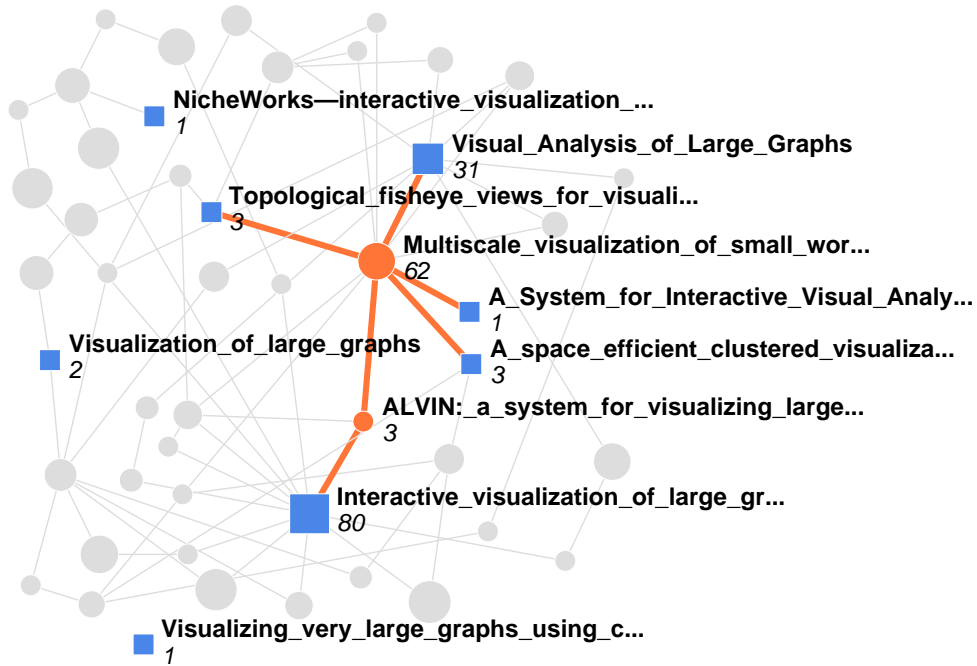 NicheWorks—interactive_visualization_...
1
Visual_Analysis_of_Large_Graphs
31
Topological_fisheye_views_for_visuali...
3
Multiscale_visualization_of_small_wor...
62
A_System_for_Interactive_Visual_Analy...
1
Visualization_of_large_graphs
2
A_space_efficient_clustered_visualiza...
3
ALVIN:_a_system_for_visualizing_large...
3
Interactive_visualization_of_large_gr...
80
Visualizing_very_large_graphs_using_c...
1